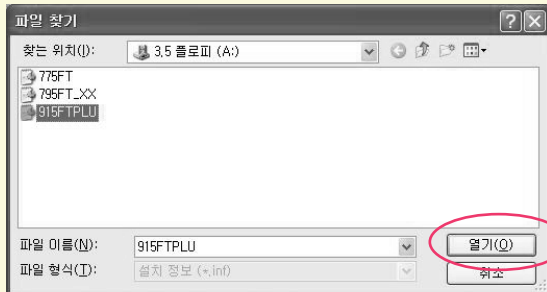 파일 찾기
찾는 위치(I): 3.5 플로피 (A:)
775FT
795FT_XX
915FTPLU
파일 이름(N): 915FTPLU 열기(O)
파일 형식(T): 설치 정보 (*.inf) 취소